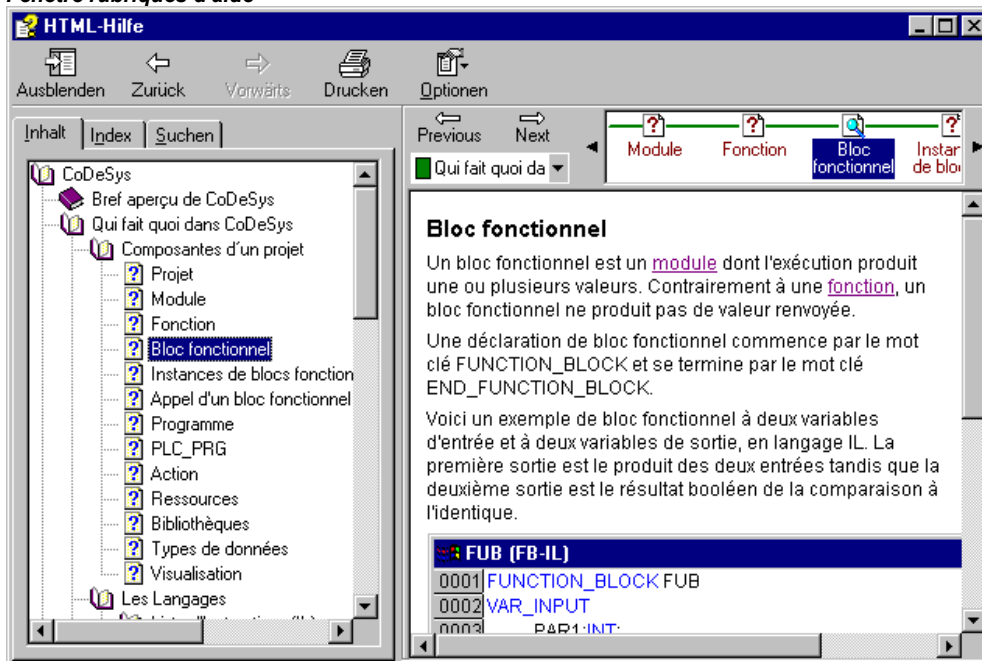 Fenêtre rubriques d'aide
HTML-Hilfe
Ausblenden Zurück Vorwärts Drucken Optionen
Inhalt Index Suchen
CoDeSys
Bref aperçu de CoDeSys
Qui fait quoi dans CoDeSys
Composantes d´un projet
Projet
Module
Fonction
Bloc fonctionnel
Instances de blocs fonction
Appel d'un bloc fonctionnel
Programme
PLC_PRG
Action
Ressources
Bibliothèques
Types de données
Visualisation
Les Langages
Previous Next
Qui fait quoi da
Module
Fonction
Bloc
fonctionnel
Instan
de blo
Bloc fonctionnel
Un bloc fonctionnel est un module dont l'exécution produit
une ou plusieurs valeurs. Contrairement à une fonction, un
bloc fonctionnel ne produit pas de valeur renvoyée.
Une déclaration de bloc fonctionnel commence par le mot
clé FUNCTION_BLOCK et se termine par le mot clé
END_FUNCTION_BLOCK.
Voici un exemple de bloc fonctionnel à deux variables
d'entrée et à deux variables de sortie, en langage IL. La
première sortie est le produit des deux entrées tandis que la
deuxième sortie est le résultat booléen de la comparaison à
l'identique.
FUB (FB-IL)
0001 FUNCTION_BLOCK FUB
0002 VAR_INPUT
0003 PAR1:INT;